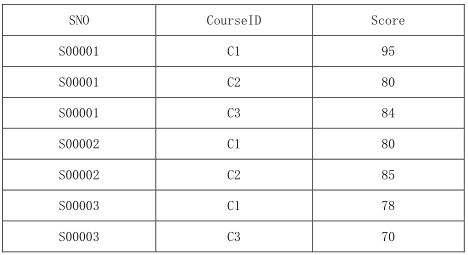 SNO CourseID Score
S00001 C1 95
S00001 C2 80
S00001 C3 84
S00002 C1 80
S00002 C2 85
S00003 C1 78
S00003 C3 70